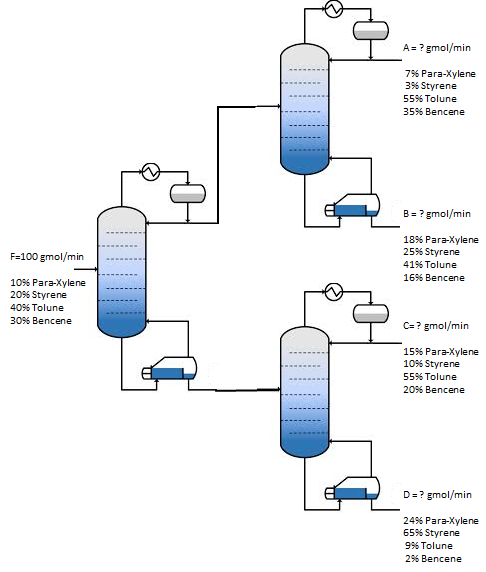 A = ? gmol/min
7% Para-Xylene
3% Styrene
55% Tolune
35% Bencene
B = ? gmol/min
18% Para-Xylene
25% Styrene
41% Tolune
16% Bencene
F=100 gmol/min
10% Para-Xylene
20% Styrene
40% Tolune
30% Bencene
C= ? gmol/min
15% Para-Xylene
10% Styrene
55% Tolune
20% Bencene
D = ? gmol/min
24% Para-Xylene
65% Styrene
9% Tolune
2% Bencene